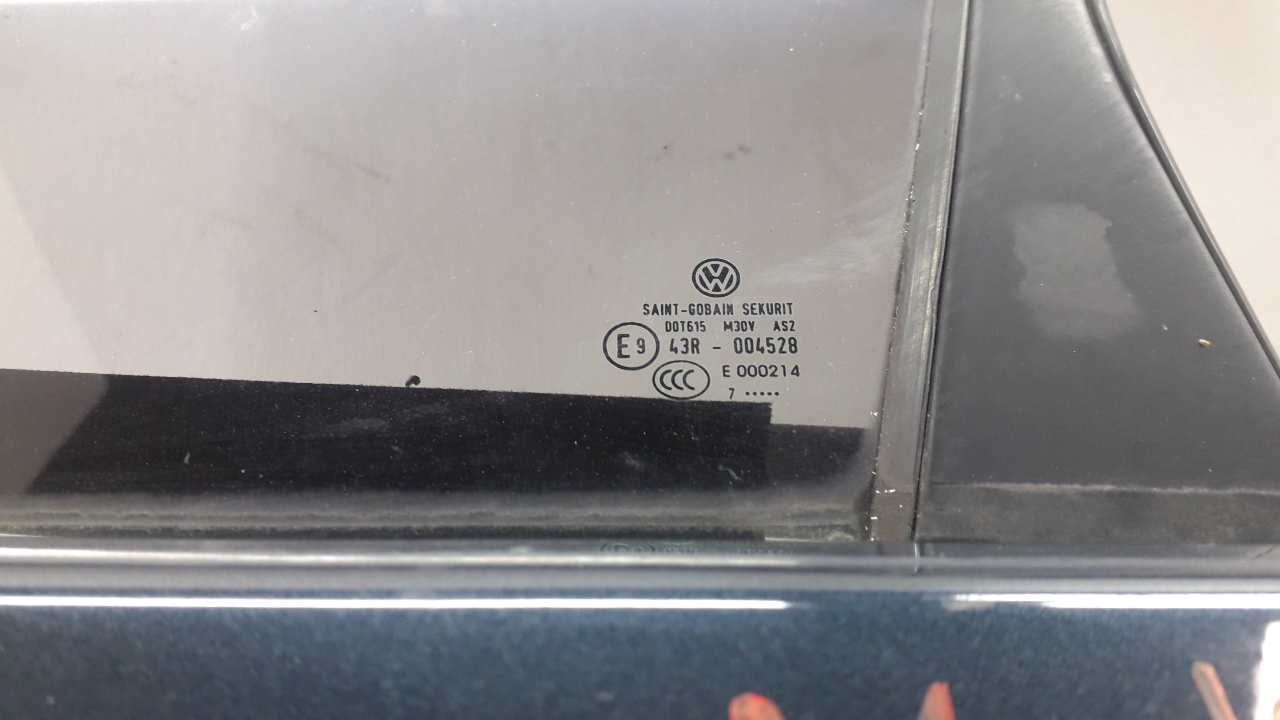 VW
SAINT-GOBAIN SEKURIT
DOT615 M30V AS2
E9 43R - 004528
CCC E 000214
7 •••••